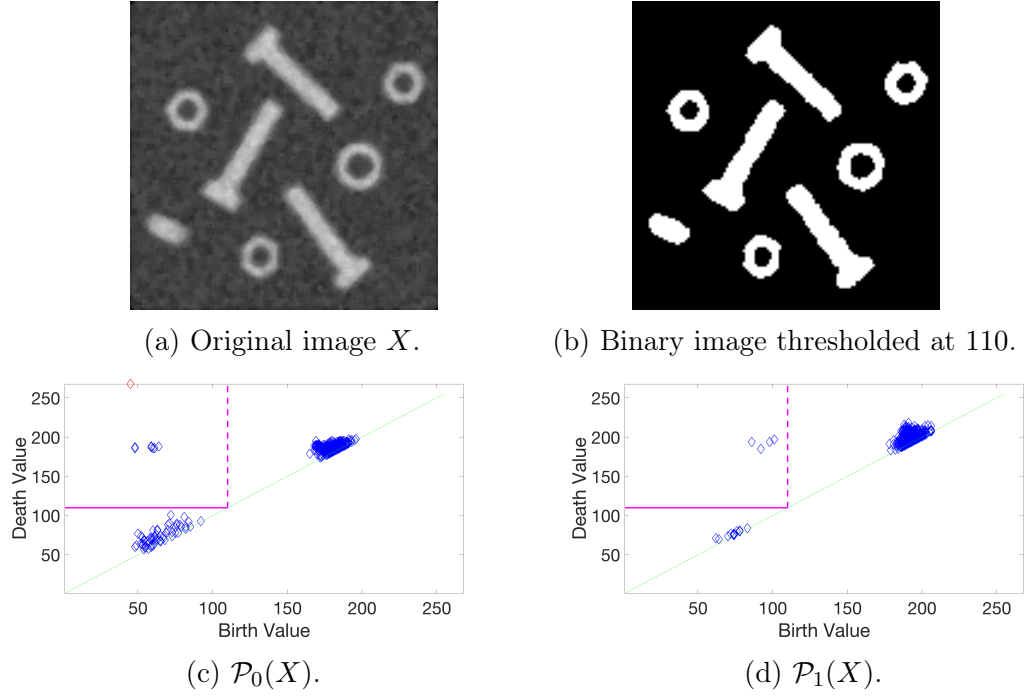 (a) Original image X.
(b) Binary image thresholded at 110.
250
200
150
100
50
Death Value
50
100
150
200
250
Birth Value
250
200
150
100
50
Death Value
50
100
150
200
250
Birth Value
(c) 𝒫₀(X).
(d) 𝒫₁(X).